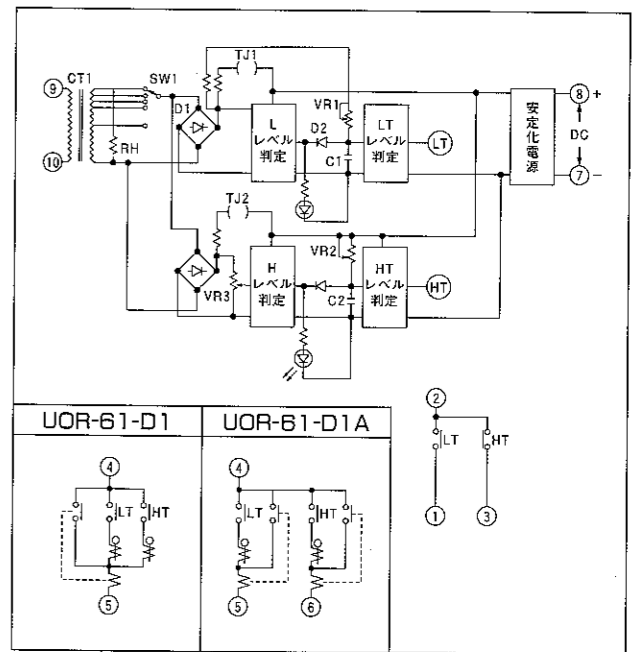 TJ1
CT1
SW1
9
D1
RH
10
L
レベル
判定
VR1
D2
C1
LT
レベル
判定
LT
安定化電源
8 +
DC
7 −
TJ2
VR3
H
レベル
判定
VR2
C2
HT
レベル
判定
HT
UOR-61-D1
UOR-61-D1A
4
LT
HT
5
4
LT
HT
5
6
2
LT
HT
1
3